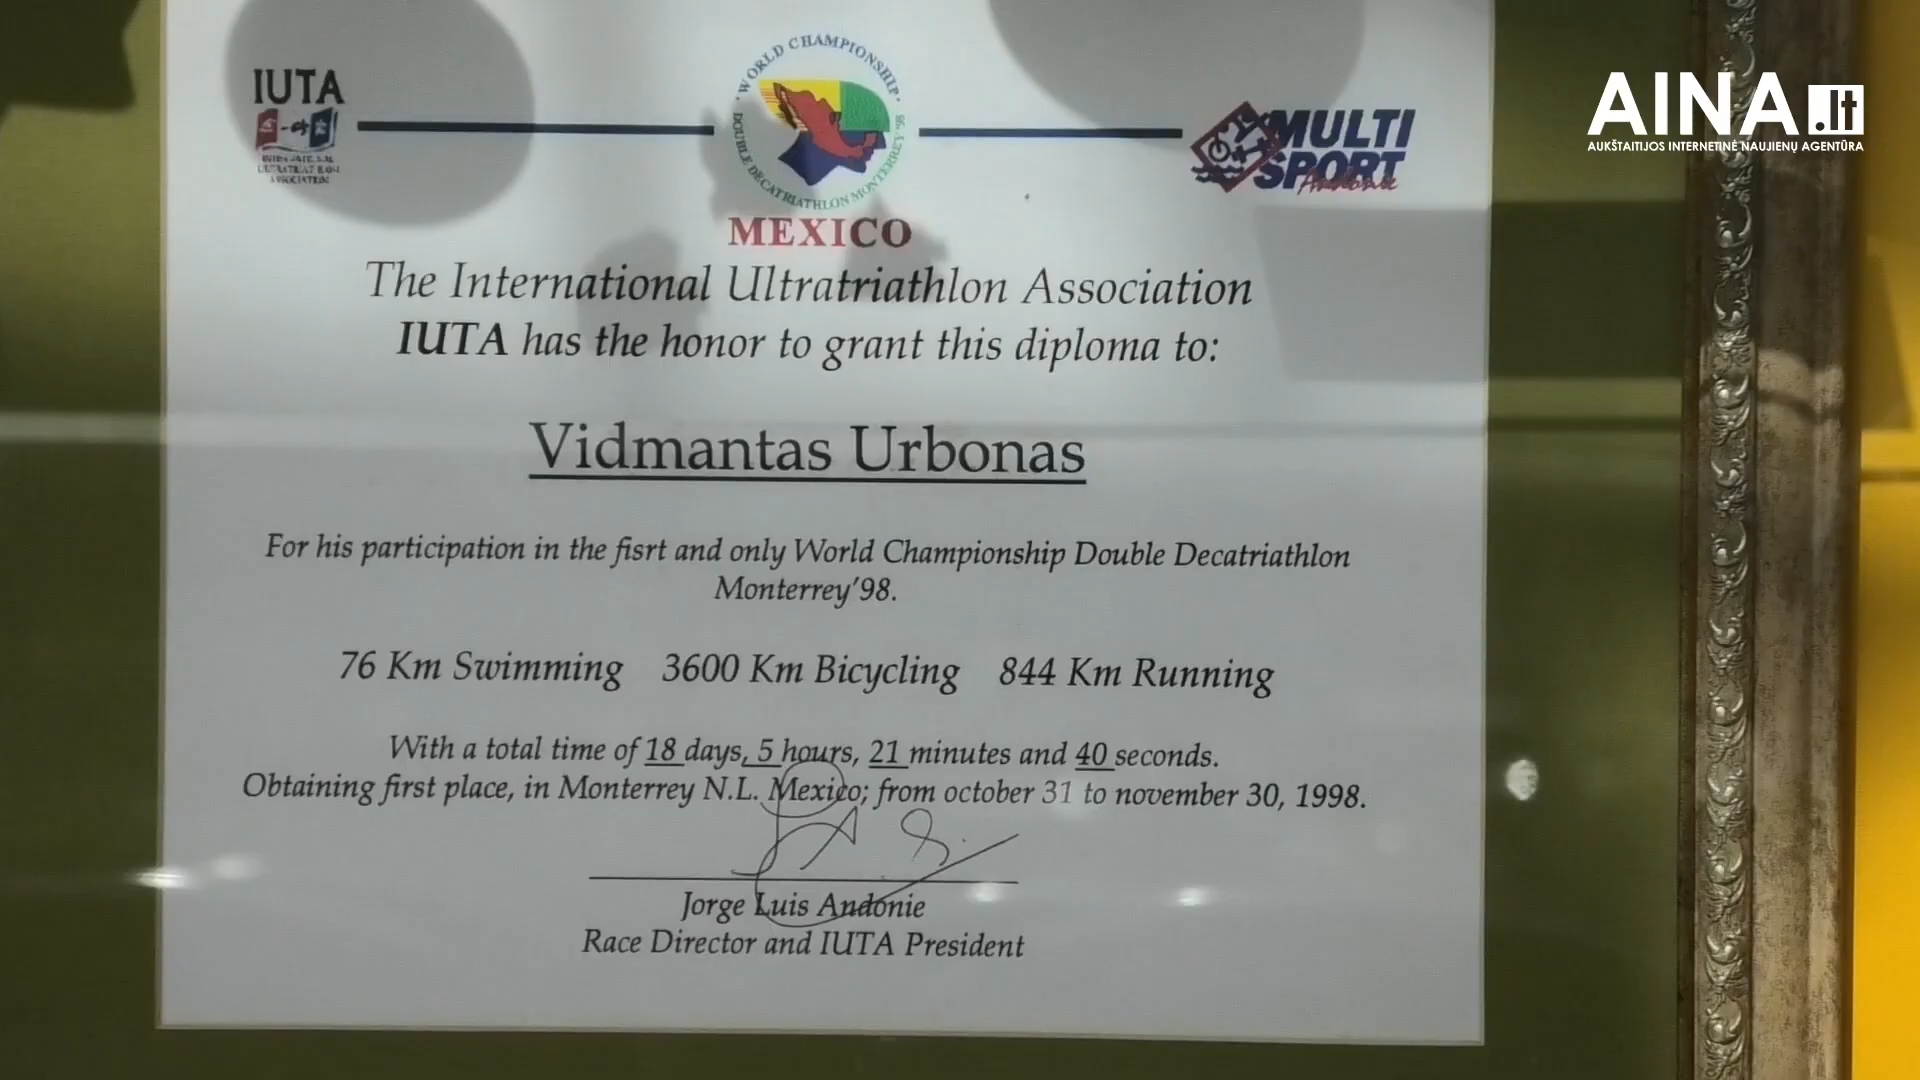 IUTA
INTERNATIONAL
ULTRATRIATHLON
ASSOCIATION
· WORLD CHAMPIONSHIP ·
DOUBLE DECATRIATHLON MONTERREY '98
MEXICO
MULTI
SPORT
Andonie
AINA.lt
AUKŠTAITIJOS INTERNETINĖ NAUJIENŲ AGENTŪRA
The International Ultratriathlon Association
IUTA has the honor to grant this diploma to:
Vidmantas Urbonas
For his participation in the fisrt and only World Championship Double Decatriathlon
Monterrey'98.
76 Km Swimming 3600 Km Bicycling 844 Km Running
With a total time of 18 days, 5 hours, 21 minutes and 40 seconds.
Obtaining first place, in Monterrey N.L. Mexico; from october 31 to november 30, 1998.
Jorge Luis Andonie
Race Director and IUTA President